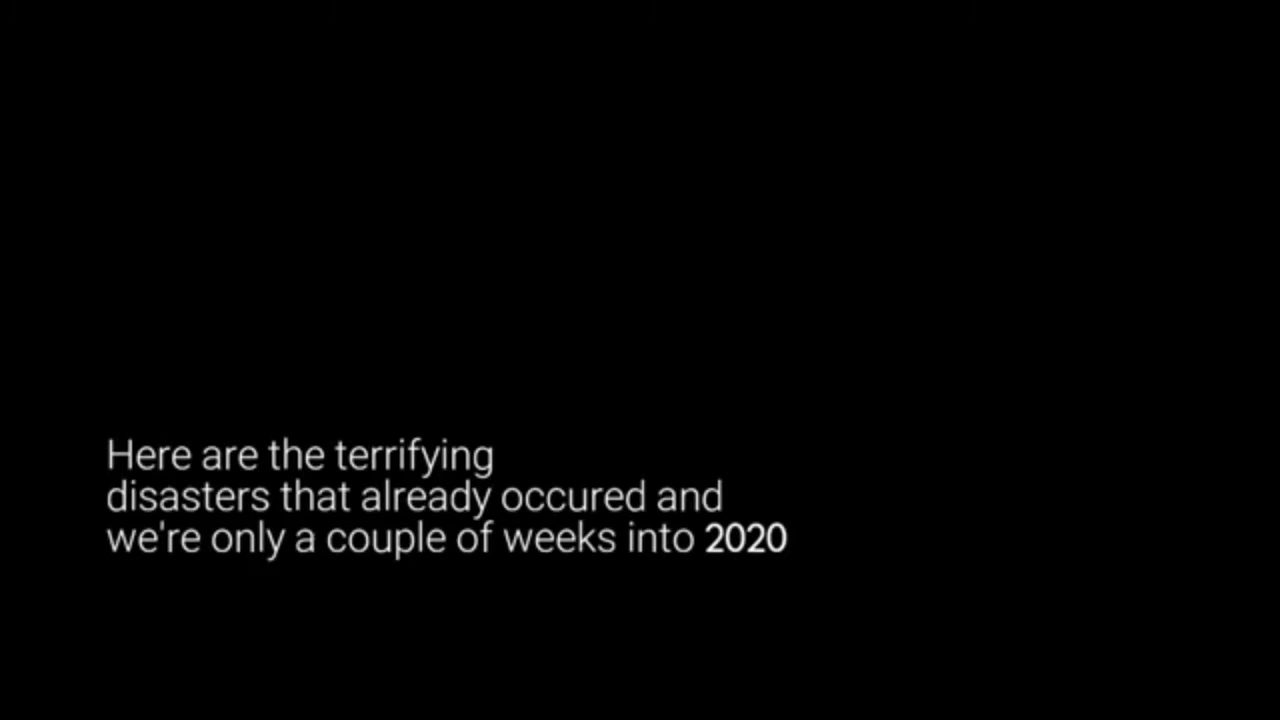 Here are the terrifying
disasters that already occured and
we're only a couple of weeks into 2020